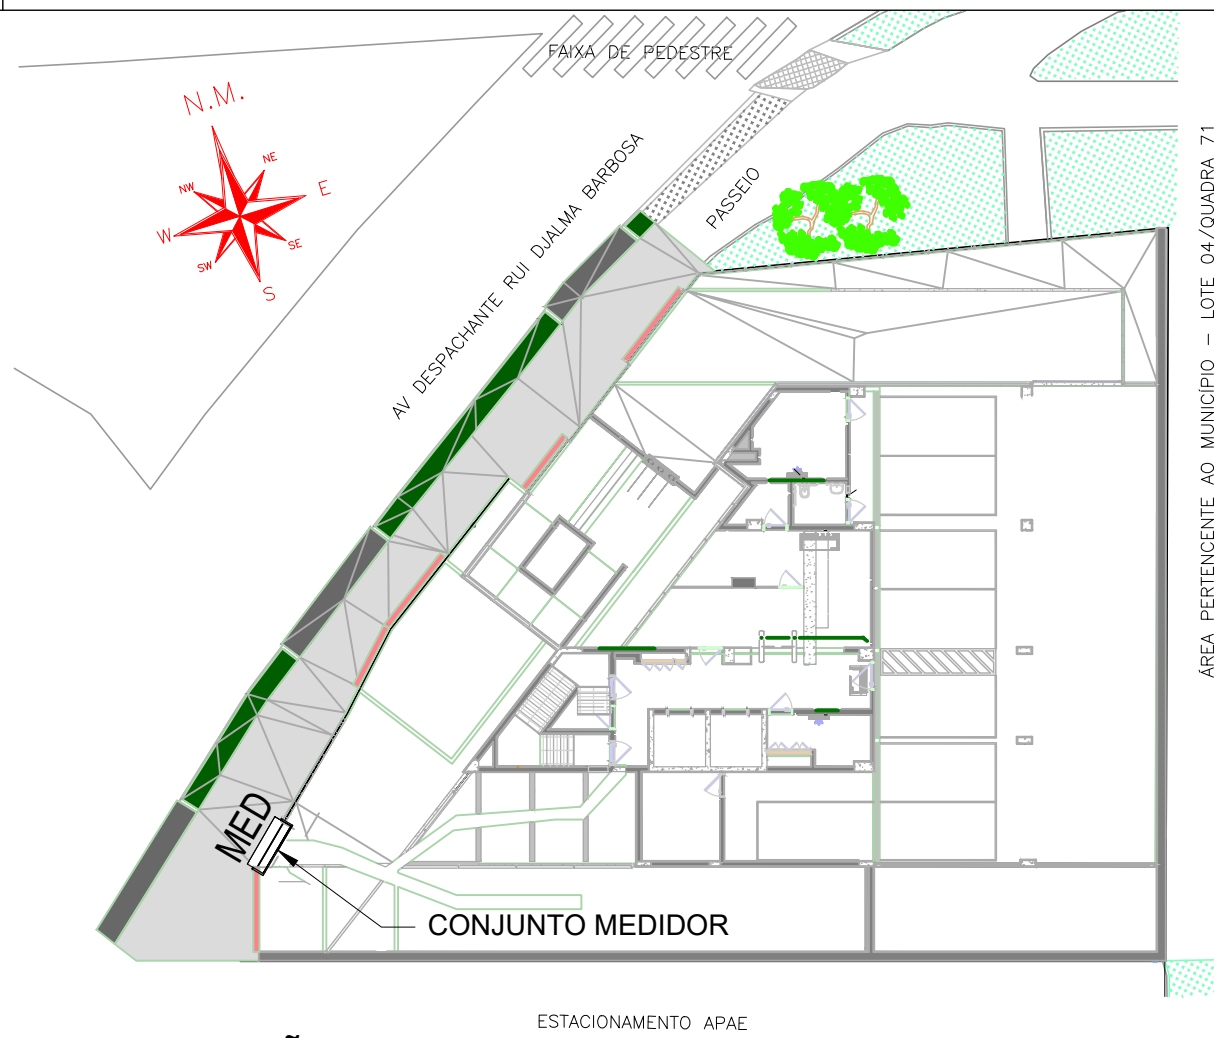 FAIXA DE PEDESTRE
N.M.
NE
NW
E
W
SE
SW
S
AV DESPACHANTE RUI DJALMA BARBOSA
PASSEIO
ÁREA PERTENCENTE AO MUNICÍPIO – LOTE 04/QUADRA 71
MED
CONJUNTO MEDIDOR
ESTACIONAMENTO APAE